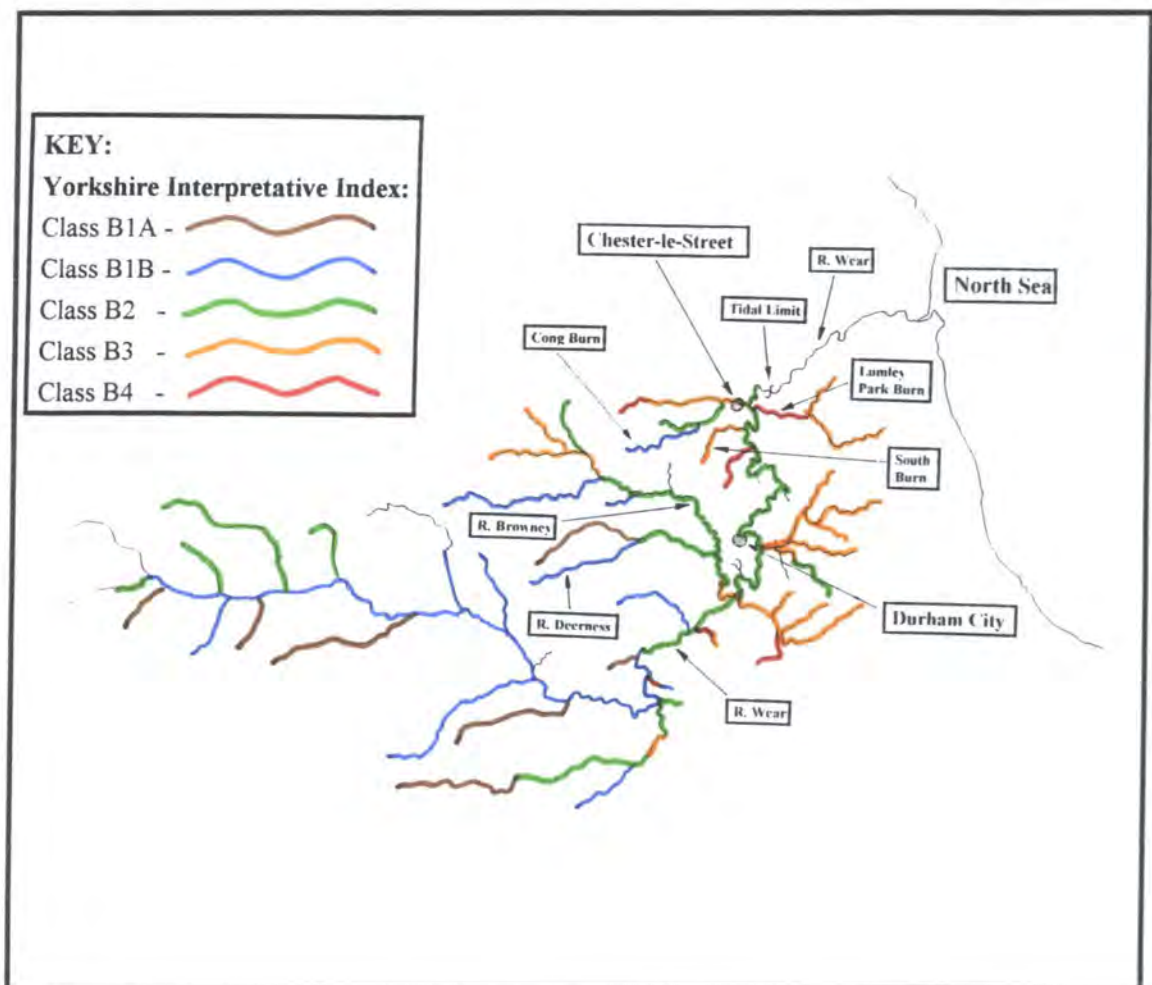 KEY:
Yorkshire Interpretative Index:
Class B1A -
Class B1B -
Class B2 -
Class B3 -
Class B4 -
Chester-le-Street
R. Wear
North Sea
Tidal Limit
Cong Burn
Lumley
Park Burn
South
Burn
R. Browney
R. Deerness
Durham City
R. Wear